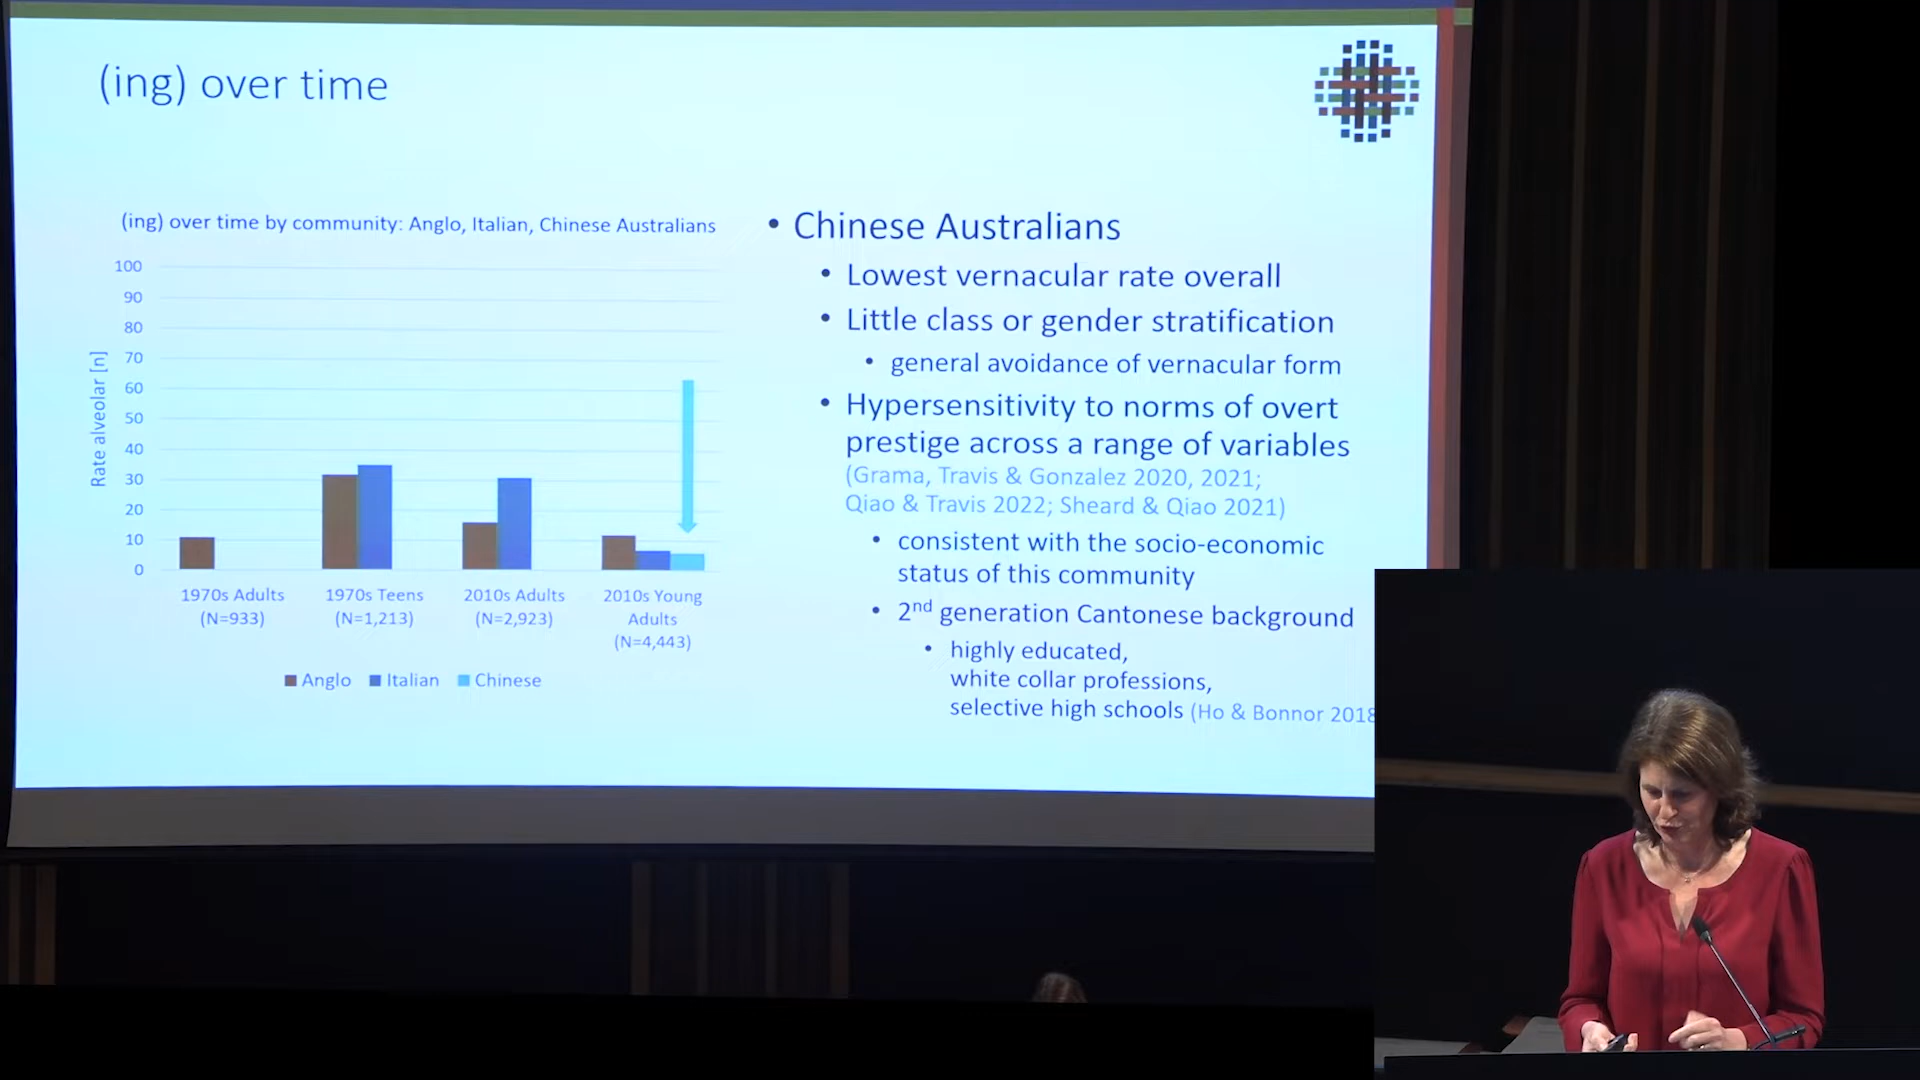 (ing) over time
(ing) over time by community: Anglo, Italian, Chinese Australians
100
90
80
70
60
50
40
30
20
10
0
Rate alveolar [n]
1970s Adults
(N=933)
1970s Teens
(N=1,213)
2010s Adults
(N=2,923)
2010s Young
Adults
(N=4,443)
Anglo Italian Chinese
• Chinese Australians
• Lowest vernacular rate overall
• Little class or gender stratification
• general avoidance of vernacular form
• Hypersensitivity to norms of overt
prestige across a range of variables
(Grama, Travis & Gonzalez 2020, 2021;
Qiao & Travis 2022; Sheard & Qiao 2021)
• consistent with the socio-economic
status of this community
• 2nd generation Cantonese background
• highly educated,
white collar professions,
selective high schools (Ho & Bonnor 2018